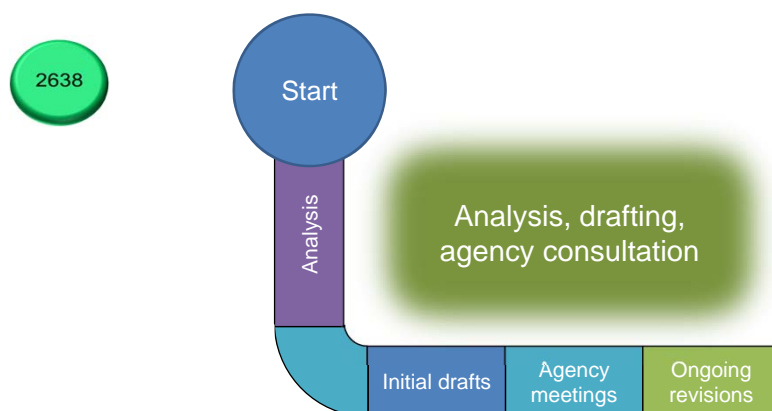 2638
Start
Analysis
Analysis, drafting,
agency consultation
Initial drafts
Agency
meetings
Ongoing
revisions